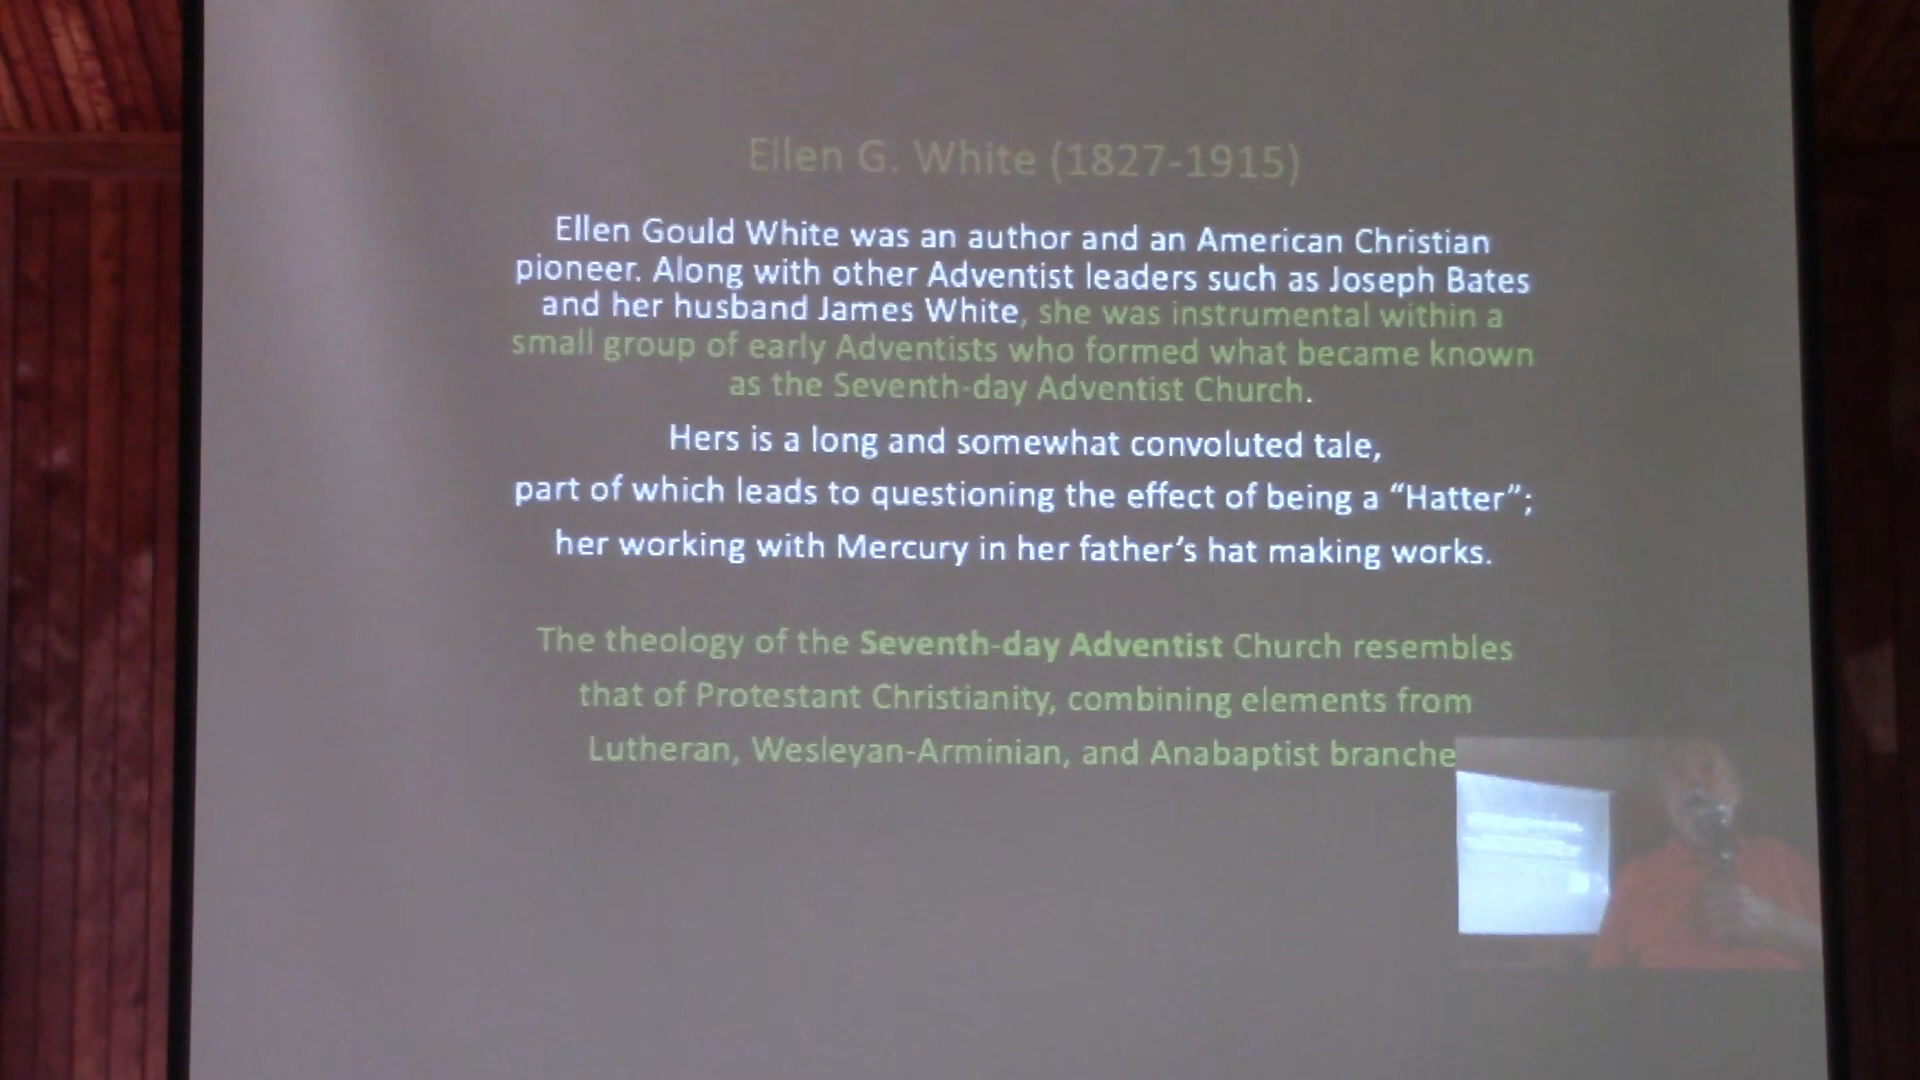 Ellen G. White (1827-1915)
Ellen Gould White was an author and an American Christian
pioneer. Along with other Adventist leaders such as Joseph Bates
and her husband James White, she was instrumental within a
small group of early Adventists who formed what became known
as the Seventh-day Adventist Church.
Hers is a long and somewhat convoluted tale,
part of which leads to questioning the effect of being a “Hatter”;
her working with Mercury in her father’s hat making works.
The theology of the Seventh-day Adventist Church resembles
that of Protestant Christianity, combining elements from
Lutheran, Wesleyan-Arminian, and Anabaptist branche